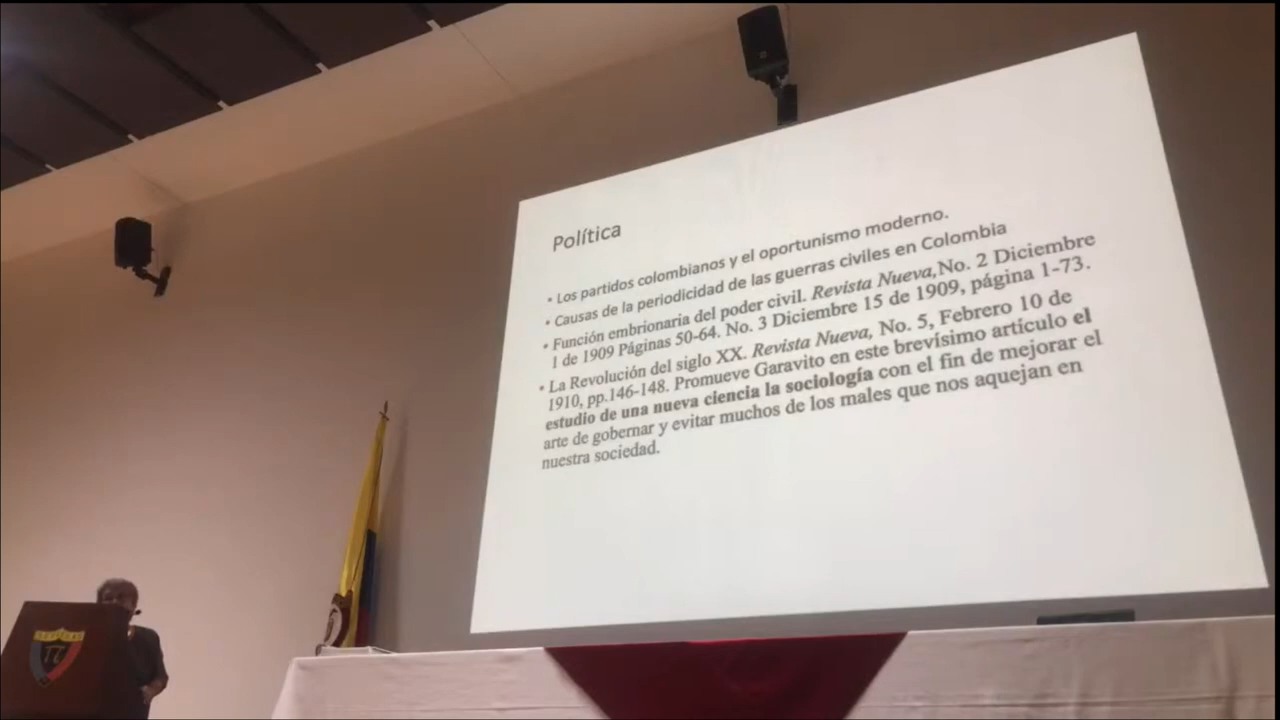 Política
• Los partidos colombianos y el oportunismo moderno.
• Causas de la periodicidad de las guerras civiles en Colombia
• Función embrionaria del poder civil. Revista Nueva, No. 2 Diciembre
1 de 1909 Páginas 50-64. No. 3 Diciembre 15 de 1909, página 1-73.
• La Revolución del siglo XX. Revista Nueva, No. 5, Febrero 10 de
1910, pp.146-148. Promueve Garavito en este brevísimo artículo el
estudio de una nueva ciencia la sociología con el fin de mejorar el
arte de gobernar y evitar muchos de los males que nos aquejan en
nuestra sociedad.
π